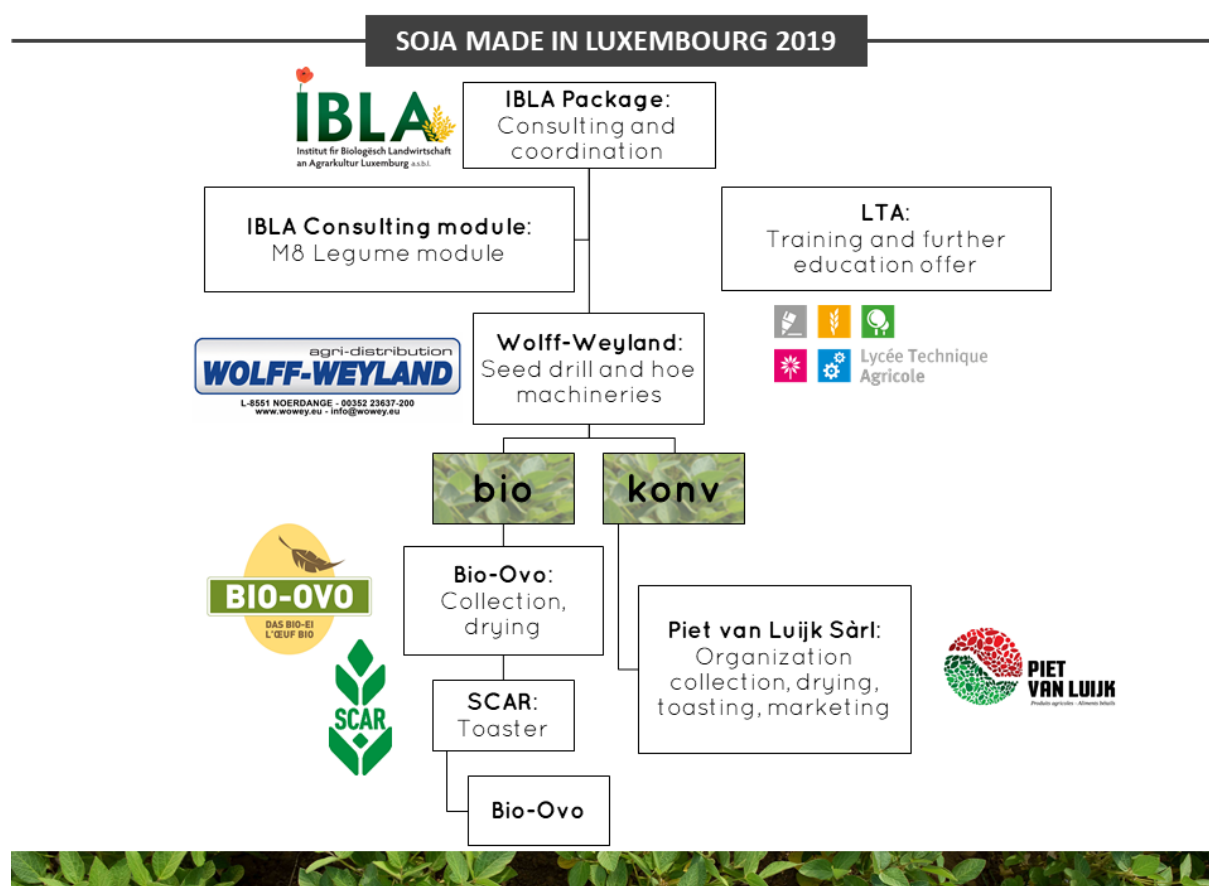 SOJA MADE IN LUXEMBOURG 2019
IBLA
Institut fir Biologësch Landwirtschaft
an Agrarkultur Luxemburg a.s.b.l.
IBLA Package:
Consulting and
coordination
IBLA Consulting module:
M8 Legume module
LTA:
Training and further
education offer
Lycée Technique
Agricole
agri-distribution
WOLFF-WEYLAND
L-8551 NOERDANGE - 00352 23637-200
www.wowey.eu - info@wowey.eu
Wolff-Weyland:
Seed drill and hoe
machineries
bio
konv
BIO-OVO
DAS BIO-EI
L'ŒUF BIO
Bio-Ovo:
Collection,
drying
SCAR
SCAR:
Toaster
Bio-Ovo
Piet van Luijk Sàrl:
Organization
collection, drying,
toasting, marketing
PIET
VAN LUIJK
Produits agricoles - Aliments bétails